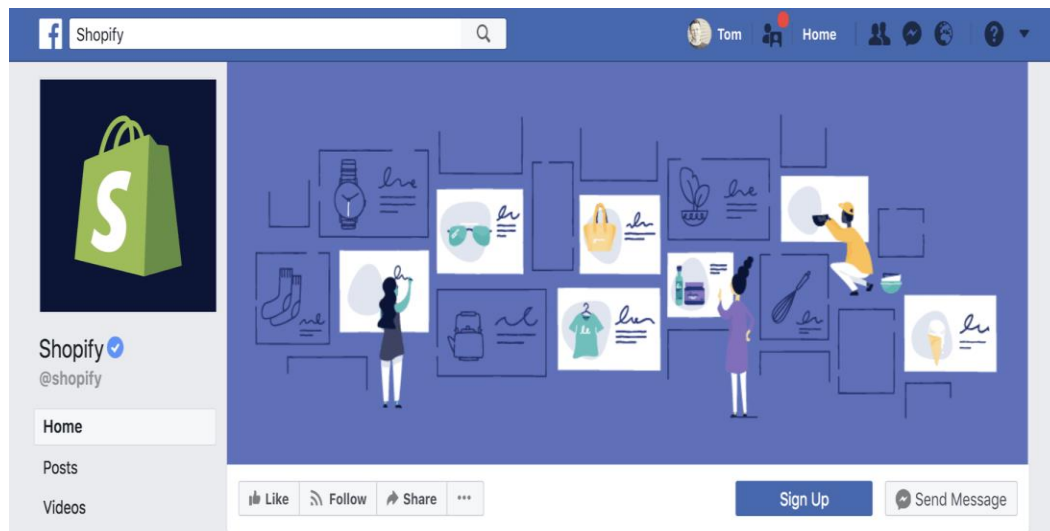 Shopify
Tom Home
S
Shopify
@shopify
Home
Posts
Videos
Like Follow Share ...
Sign Up Send Message